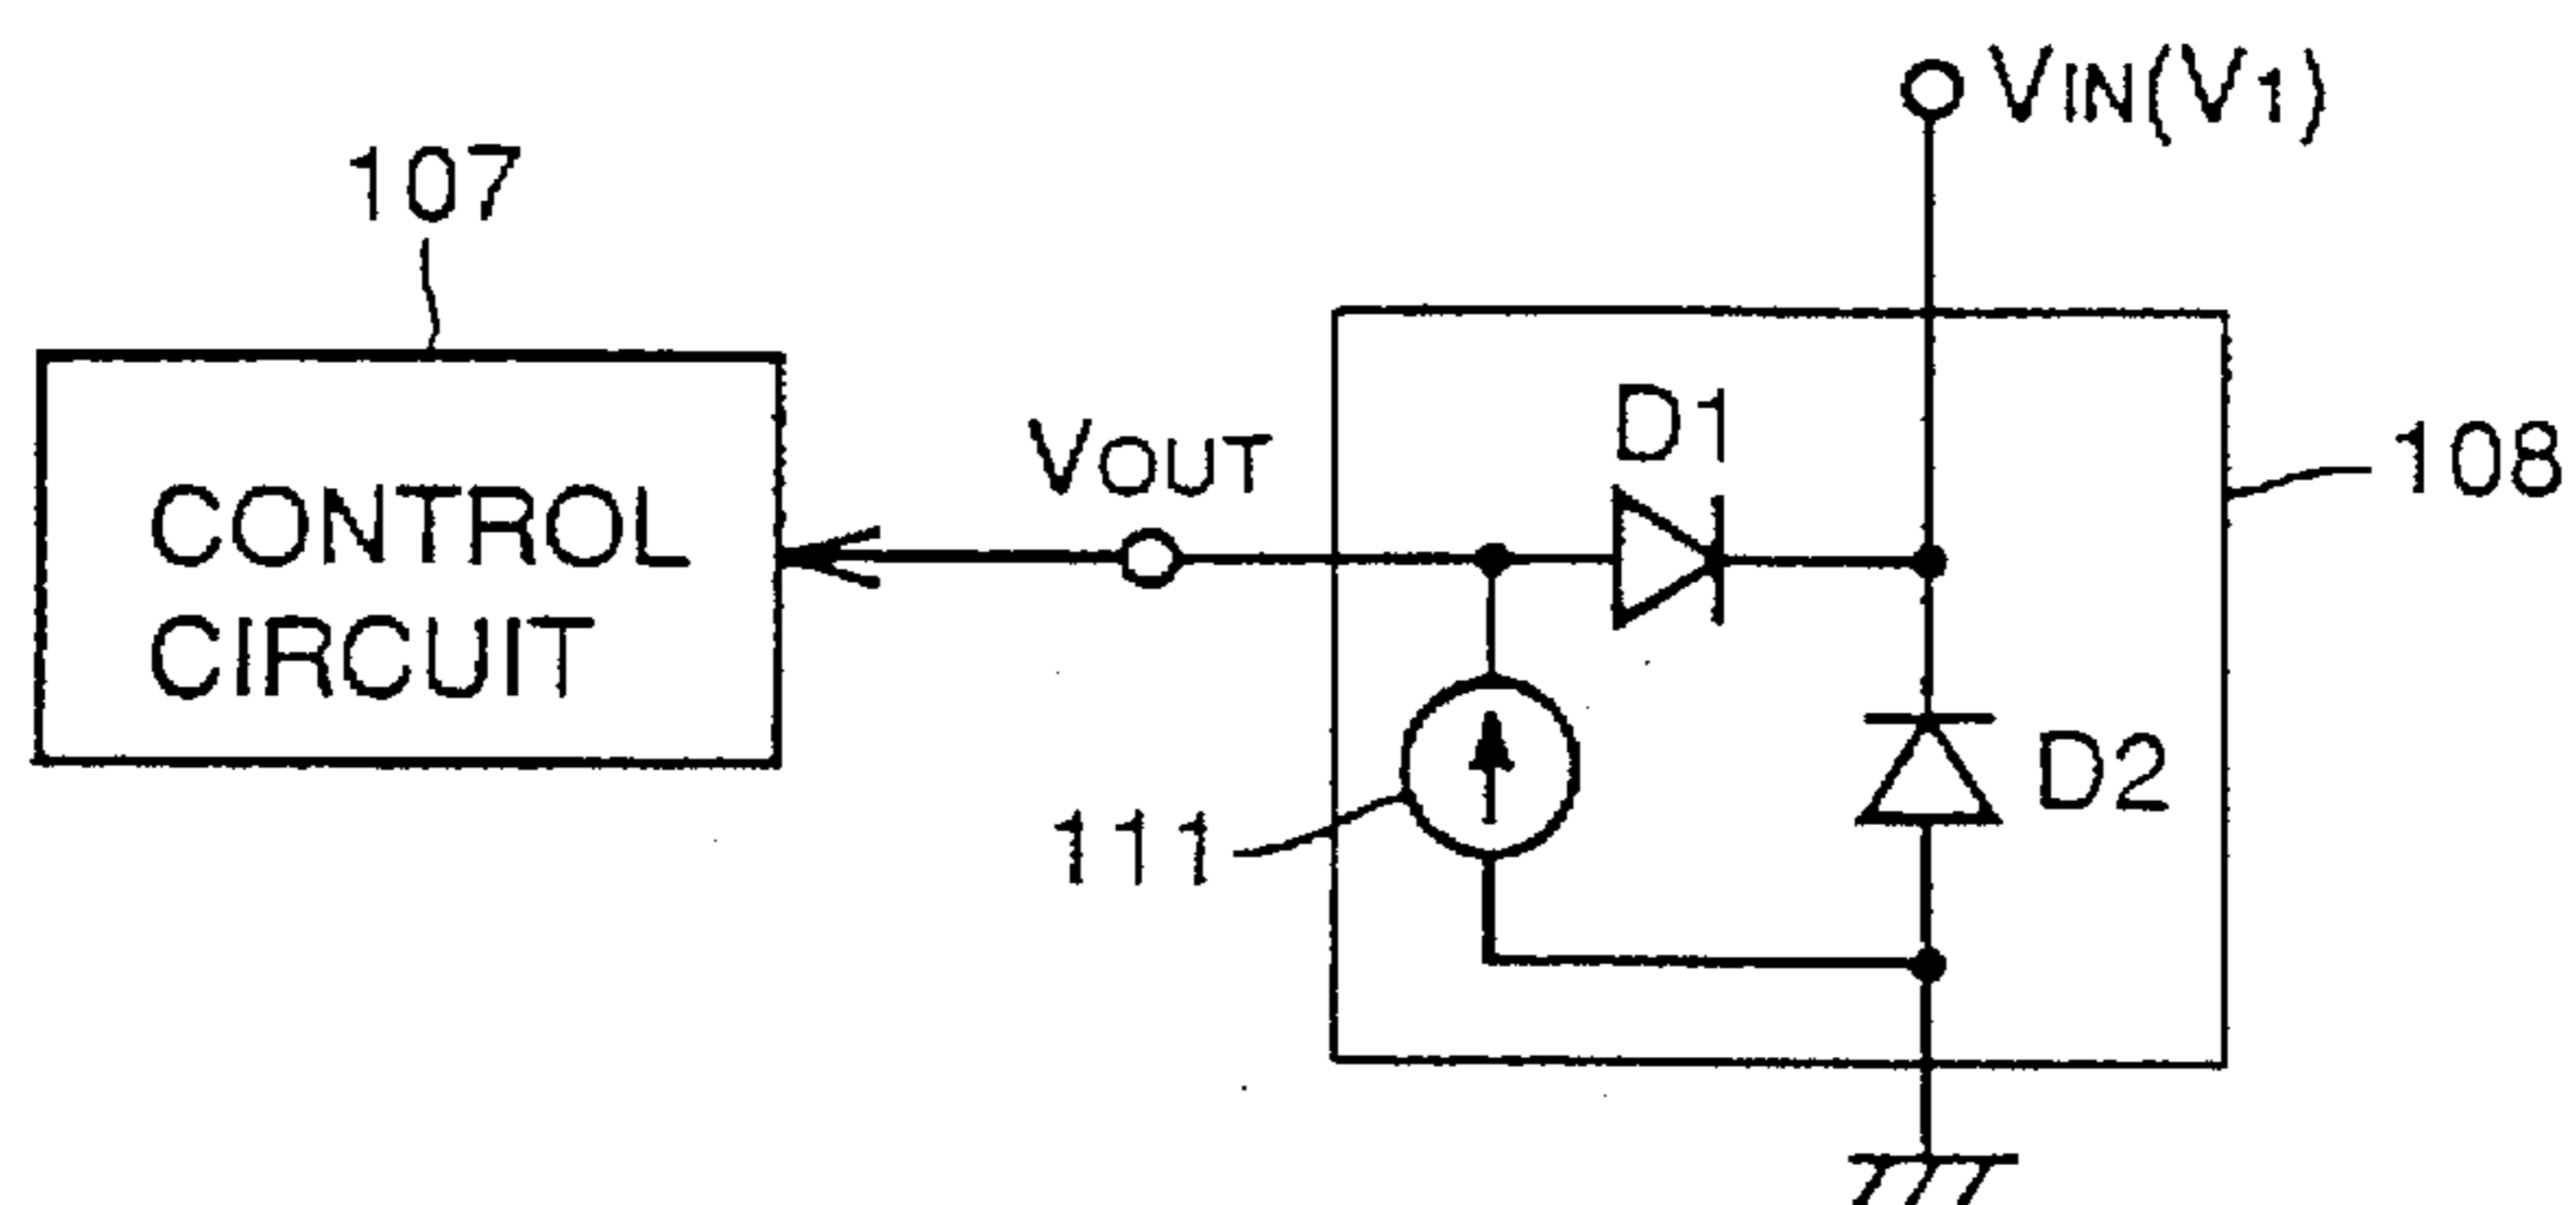 VIN(V1)
107
CONTROL
CIRCUIT
VOUT
D1
108
D2
111